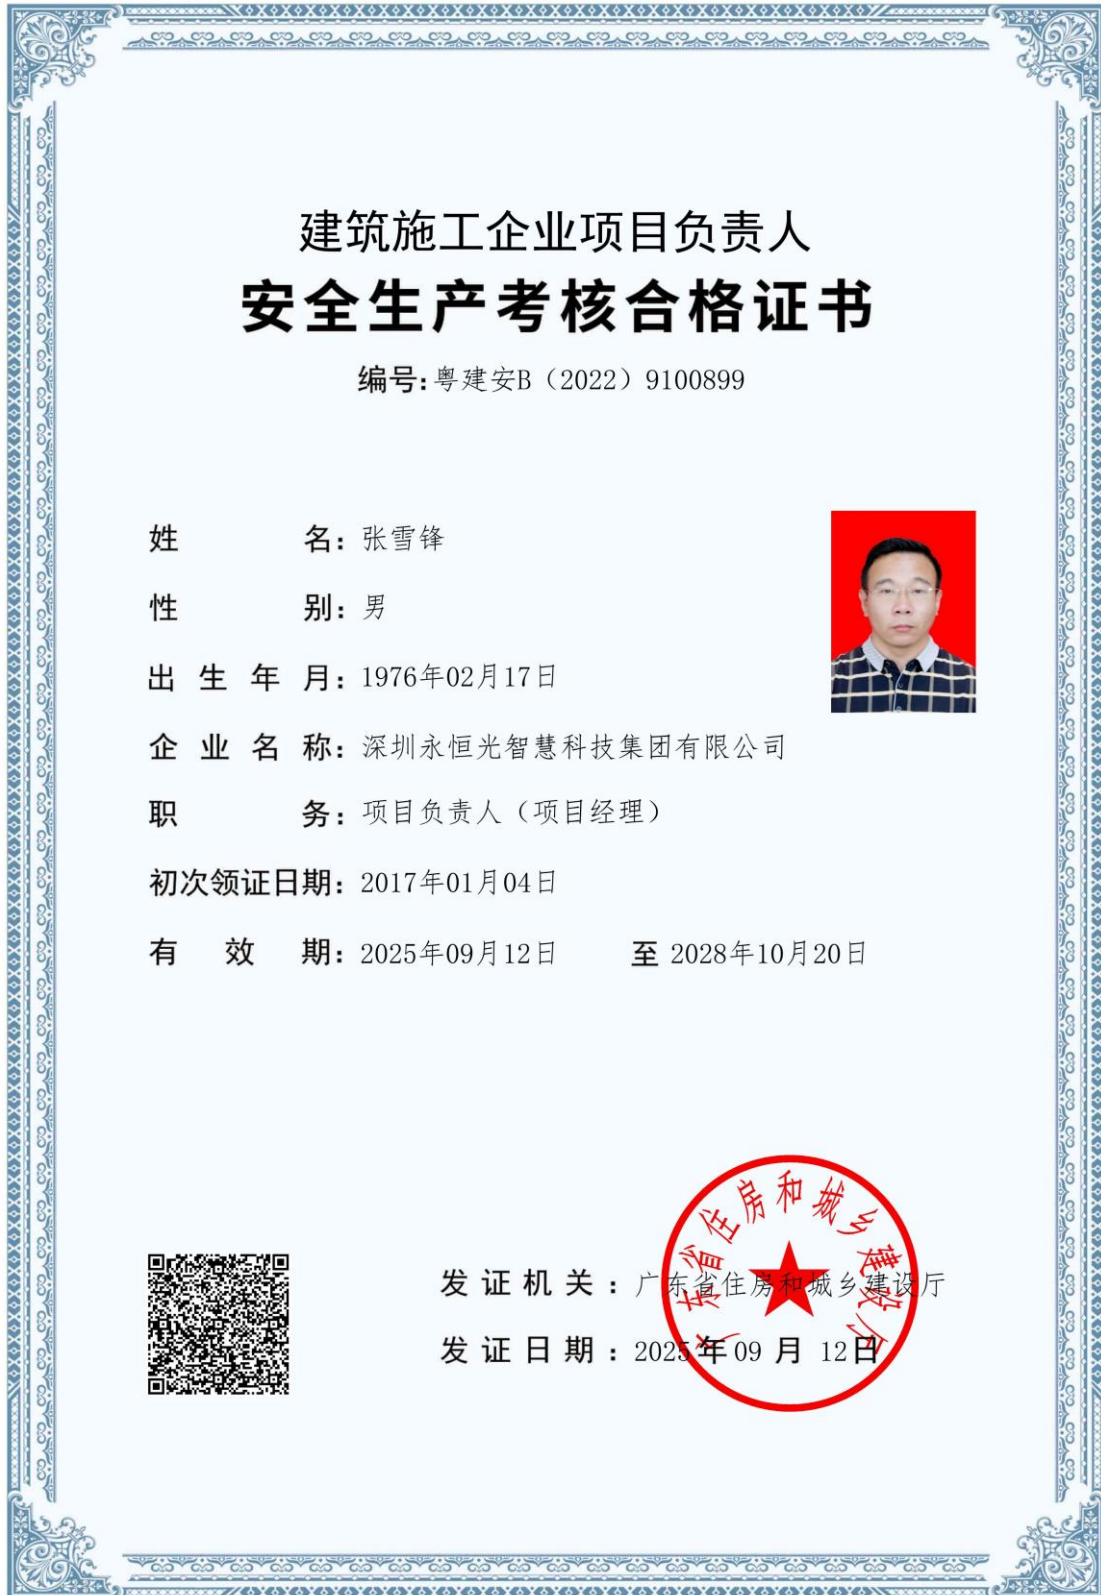 建筑施工企业项目负责人
安全生产考核合格证书
编号:粤建安B（2022）9100899
姓名：张雪锋
性别：男
出生年月：1976年02月17日
企业名称：深圳永恒光智慧科技集团有限公司
职务：项目负责人（项目经理）
初次领证日期：2017年01月04日
有效期：2025年09月12日 至 2028年10月20日
广东省住房和城乡建设厅
发证机关：广东省住房和城乡建设厅
发证日期：2025年09月12日